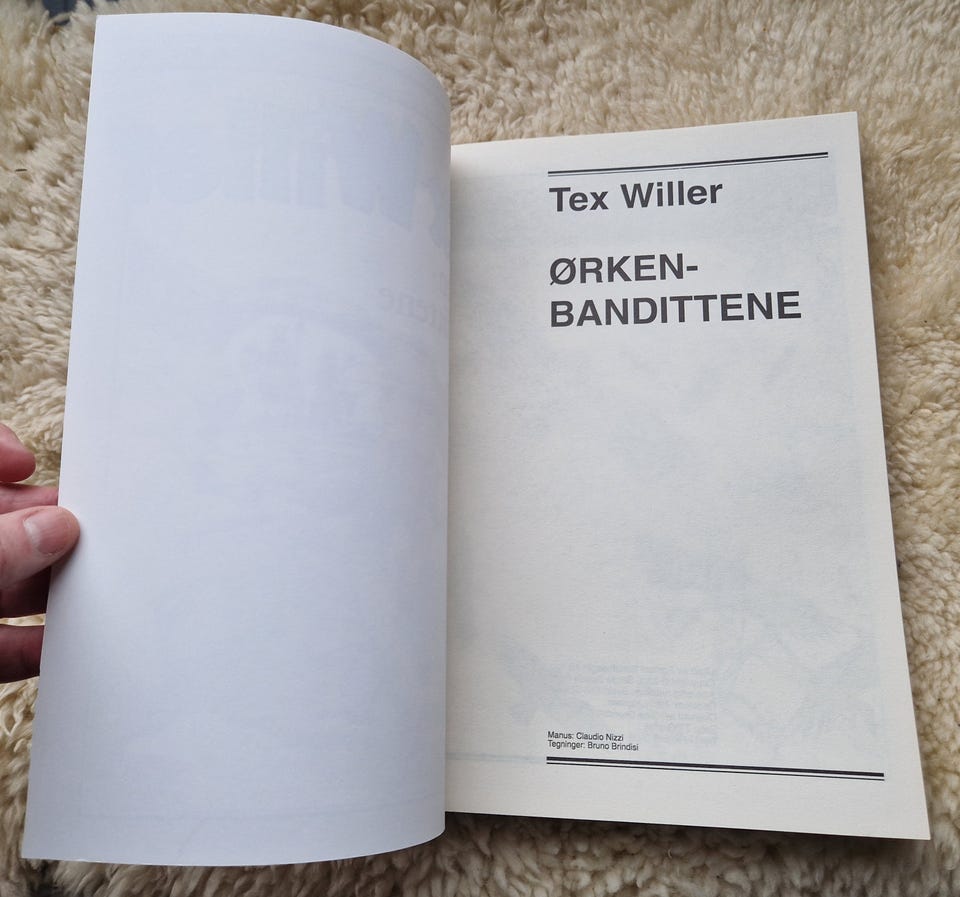 Tex Willer
ØRKEN-
BANDITTENE
Manus: Claudio Nizzi
Tegninger: Bruno Brindisi